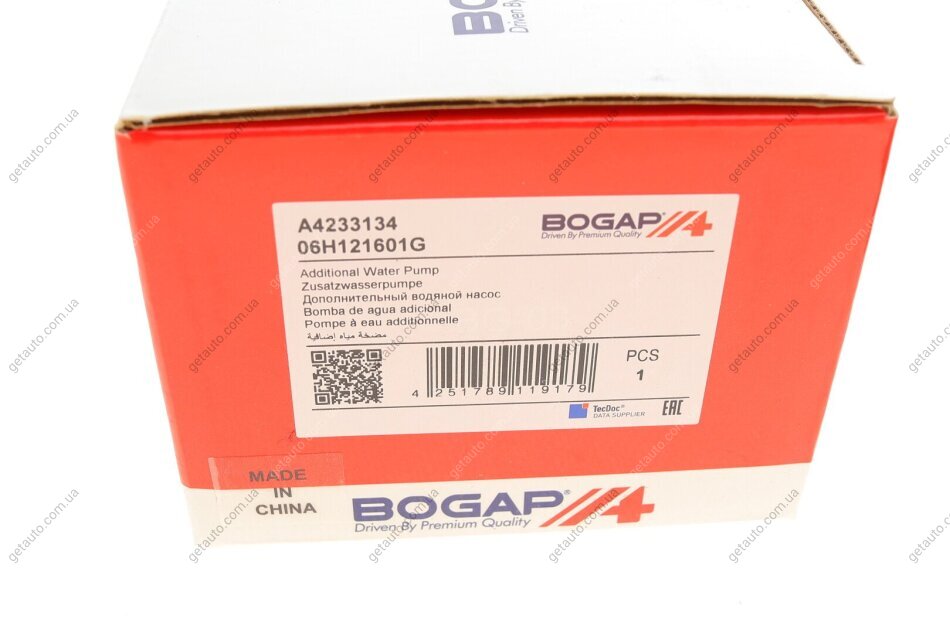 BOGAP
Driven By
A4233134
06H121601G
BOGAP
Driven By Premium Quality
Additional Water Pump
Zusatzwasserpumpe
Дополнительный водяной насос
Bomba de agua adicional
Pompe à eau additionnelle
مضخة مياه إضافية
4 251789 119179
PCS
1
TecDoc®
DATA SUPPLIER
EAC
MADE
IN
CHINA
BOGAP®
Driven By Premium Quality
getauto.com.ua